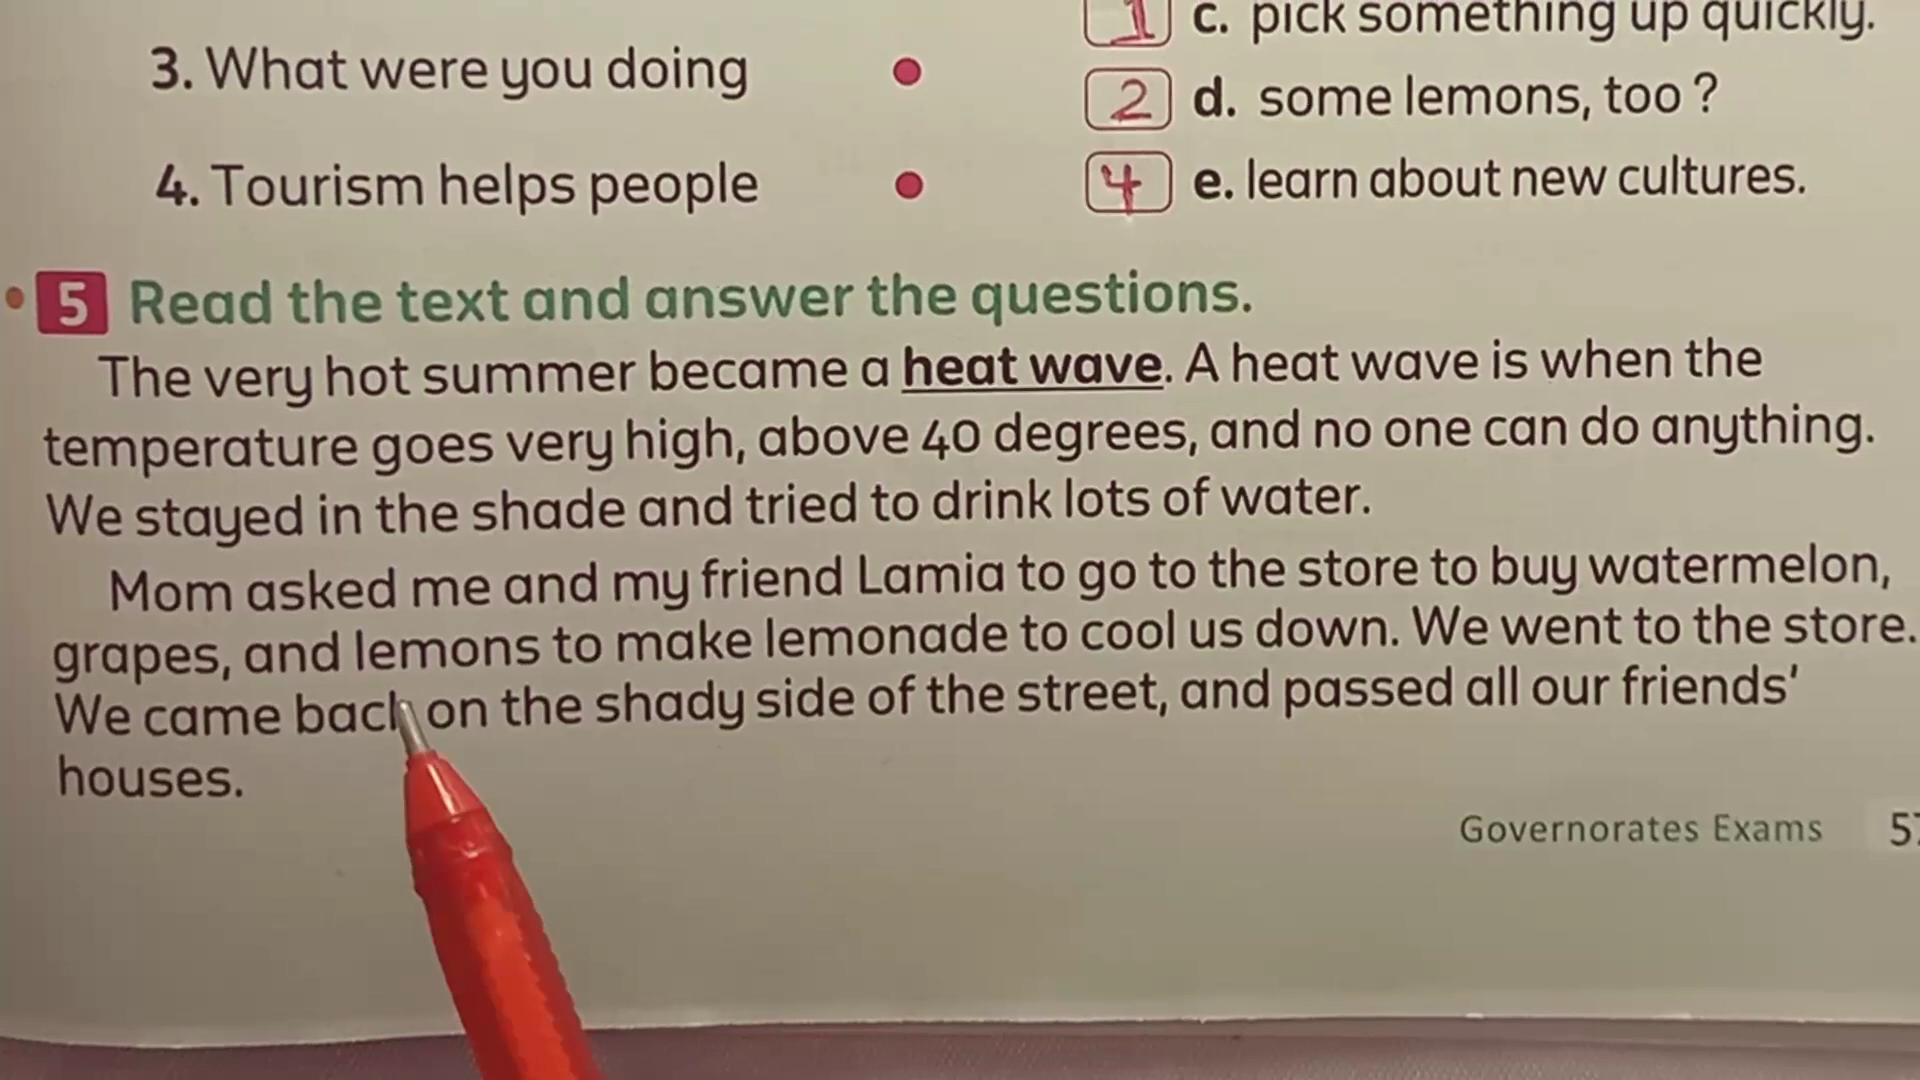 1 c. pick something up quickly.
3. What were you doing
2 d. some lemons, too ?
4. Tourism helps people
4 e. learn about new cultures.
5 Read the text and answer the questions.
The very hot summer became a heat wave. A heat wave is when the
temperature goes very high, above 40 degrees, and no one can do anything.
We stayed in the shade and tried to drink lots of water.
Mom asked me and my friend Lamia to go to the store to buy watermelon,
grapes, and lemons to make lemonade to cool us down. We went to the store.
We came back on the shady side of the street, and passed all our friends’
houses.
Governorates Exams